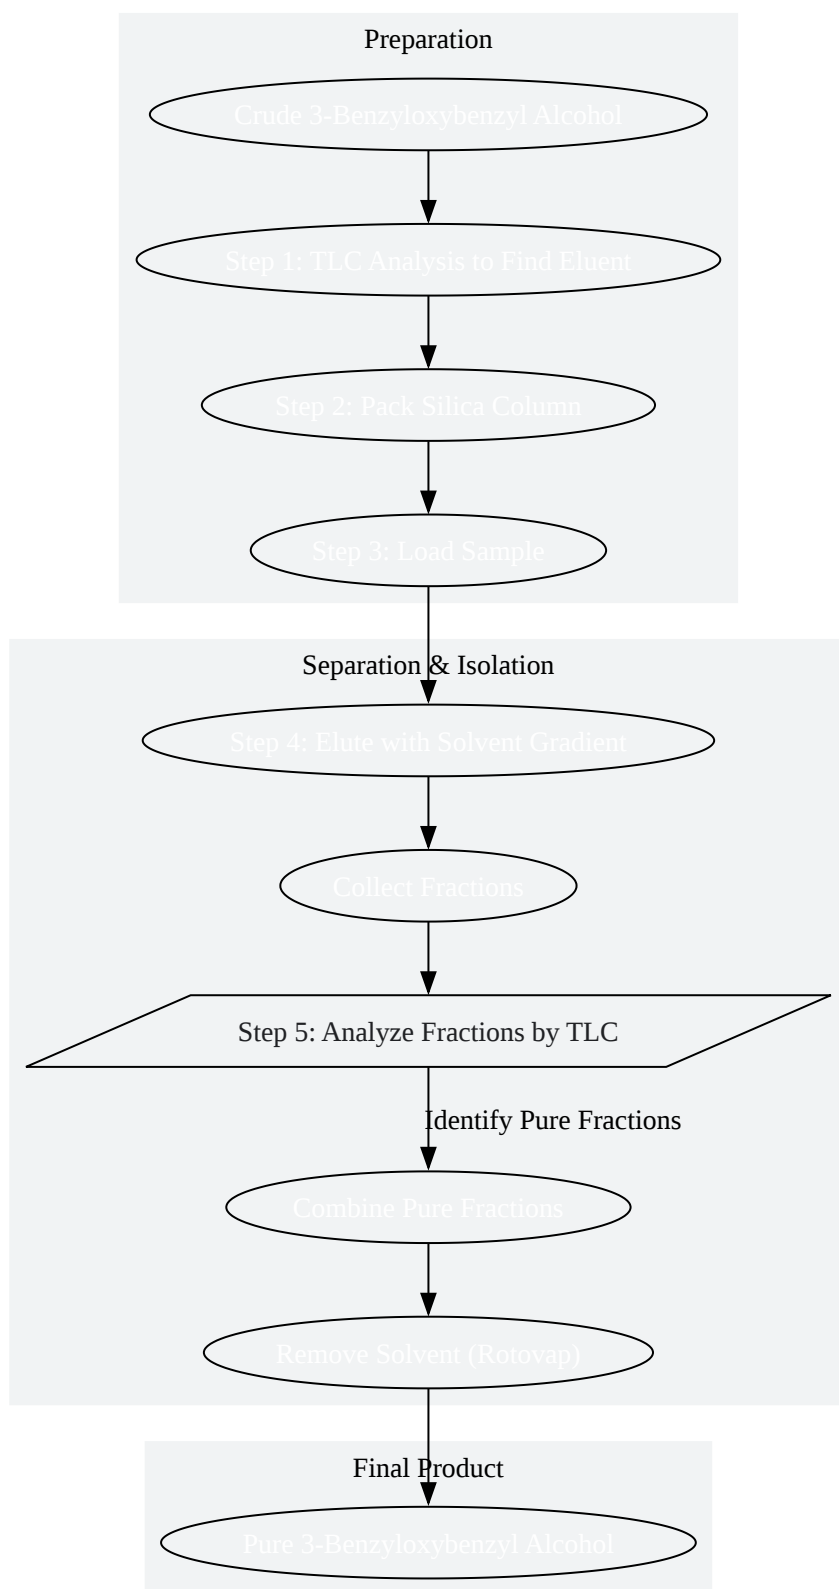 Preparation
Crude 3-Benzyloxybenzyl Alcohol
Step 1: TLC Analysis to Find Eluent
Step 2: Pack Silica Column
Step 3: Load Sample
Separation & Isolation
Step 4: Elute with Solvent Gradient
Collect Fractions
Step 5: Analyze Fractions by TLC
Identify Pure Fractions
Combine Pure Fractions
Remove Solvent (Rotovap)
Final Product
Pure 3-Benzyloxybenzyl Alcohol